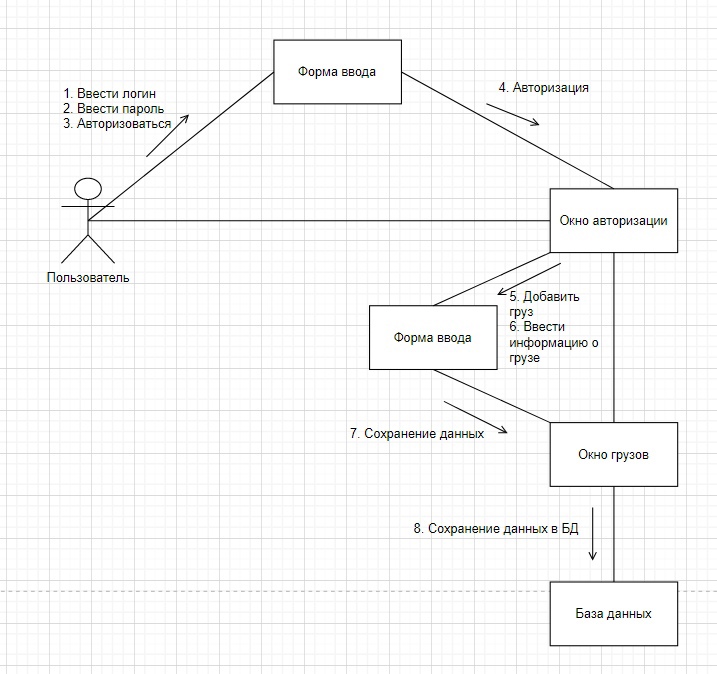 Форма ввода
1. Ввести логин
2. Ввести пароль
3. Авторизоваться
4. Авторизация
Пользователь
Окно авторизации
5. Добавить
груз
6. Ввести
информацию о
грузе
Форма ввода
7. Сохранение данных
Окно грузов
8. Сохранение данных в БД
База данных